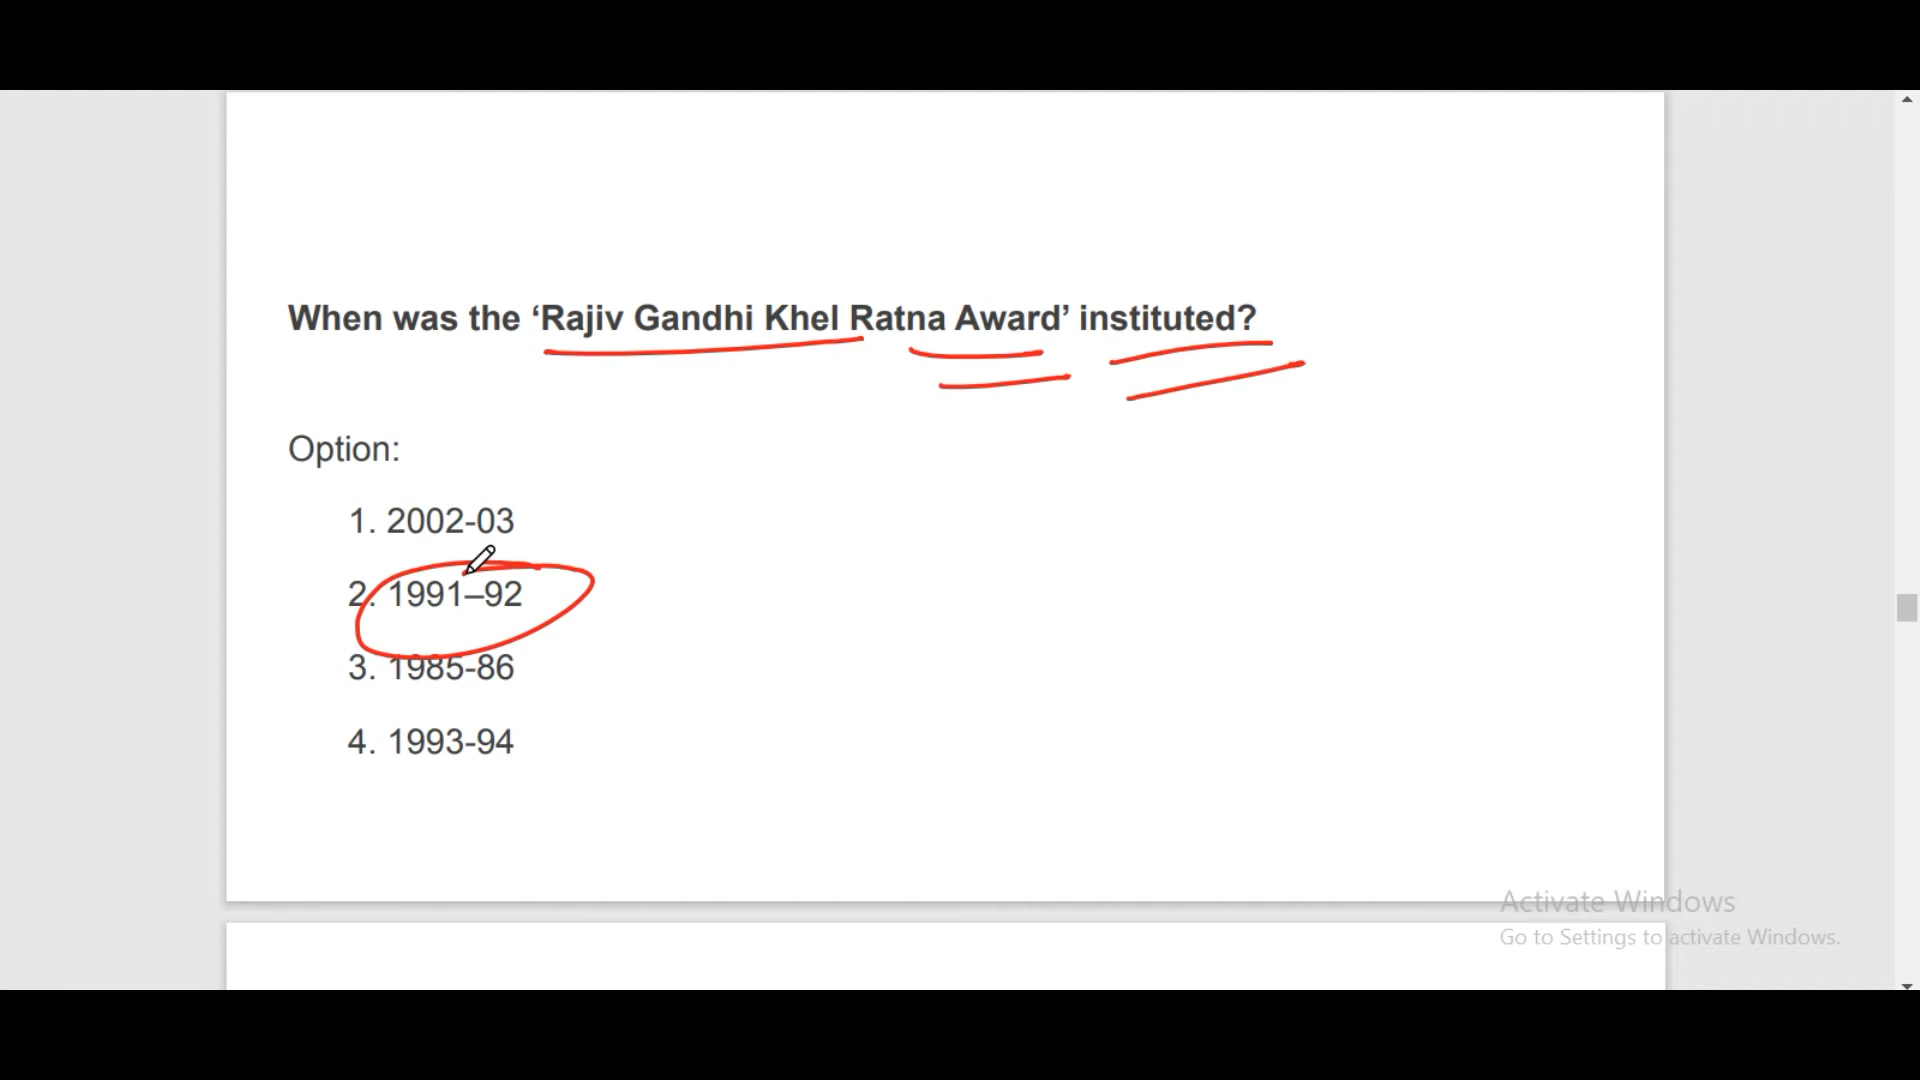 When was the ‘Rajiv Gandhi Khel Ratna Award’ instituted?
Option:
1. 2002-03
2. 1991–92
3. 1985-86
4. 1993-94
Activate Windows
Go to Settings to activate Windows.